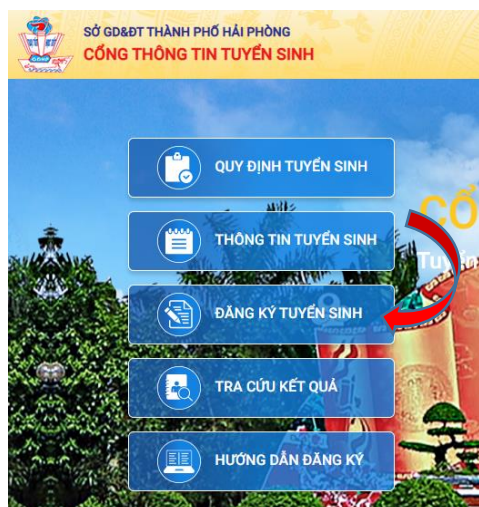 SỞ GD&ĐT THÀNH PHỐ HẢI PHÒNG
CỔNG THÔNG TIN TUYỂN SINH
QUY ĐỊNH TUYỂN SINH
CỔ
THÔNG TIN TUYỂN SINH
ĐĂNG KÝ TUYỂN SINH
TRA CỨU KẾT QUẢ
HƯỚNG DẪN ĐĂNG KÝ